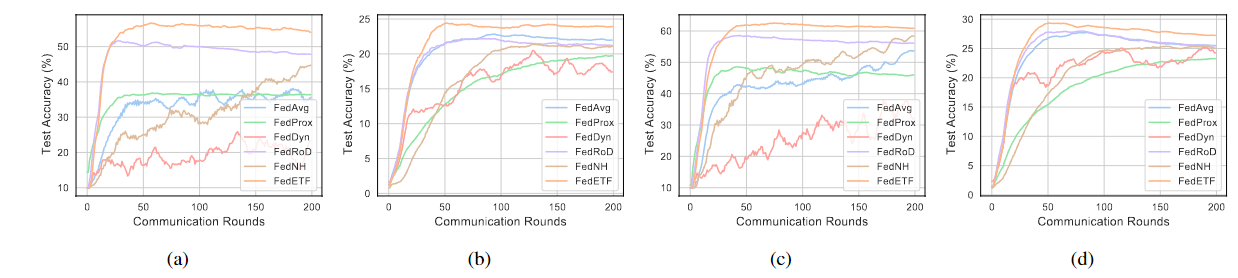 Test Accuracy (%)
50
40
30
20
10
0
50
100
150
200
Communication Rounds
FedAvg
FedProx
FedDyn
FedRoD
FedNH
FedETF
(a)
Test Accuracy (%)
25
20
15
10
5
0
0
50
100
150
200
Communication Rounds
FedAvg
FedProx
FedDyn
FedRoD
FedNH
FedETF
(b)
Test Accuracy (%)
60
50
40
30
20
10
0
50
100
150
200
Communication Rounds
FedAvg
FedProx
FedDyn
FedRoD
FedNH
FedETF
(c)
Test Accuracy (%)
30
25
20
15
10
5
0
0
50
100
150
200
Communication Rounds
FedAvg
FedProx
FedDyn
FedRoD
FedNH
FedETF
(d)